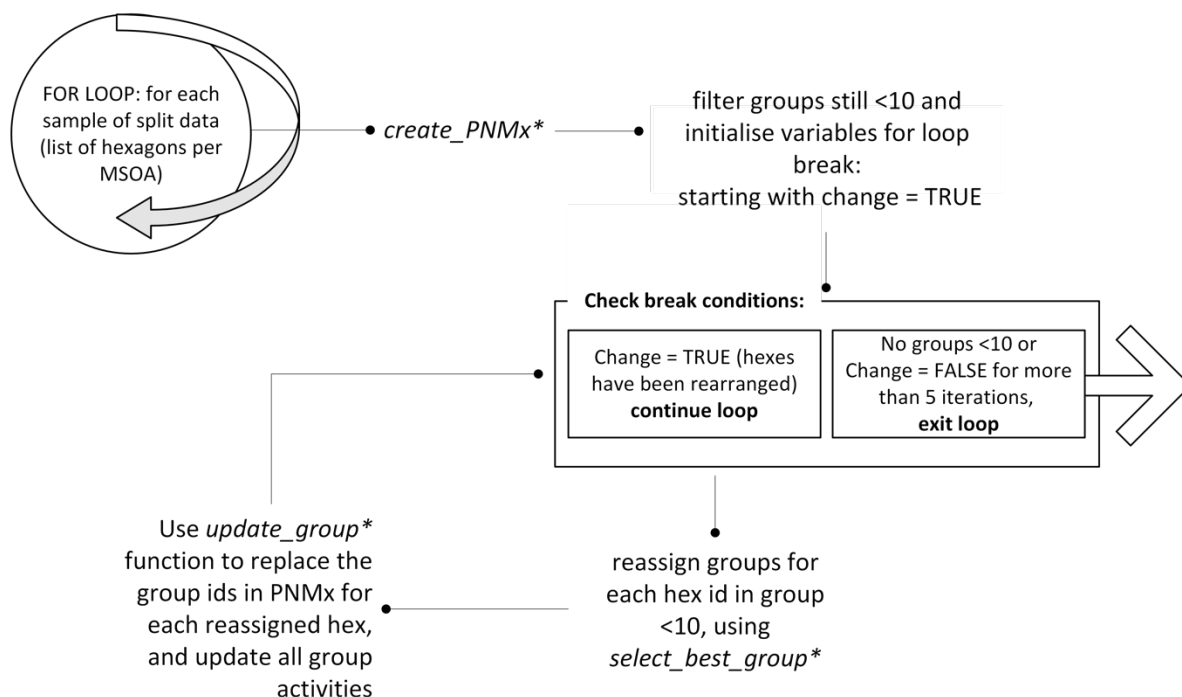 FOR LOOP: for each
sample of split data
(list of hexagons per
MSOA)
create_PNMx*
filter groups still <10 and
initialise variables for loop
break:
starting with change = TRUE
Check break conditions:
Change = TRUE (hexes
have been rearranged)
continue loop
No groups <10 or
Change = FALSE for more
than 5 iterations,
exit loop
reassign groups for
each hex id in group
<10, using
select_best_group*
Use update_group*
function to replace the
group ids in PNMx for
each reassigned hex,
and update all group
activities